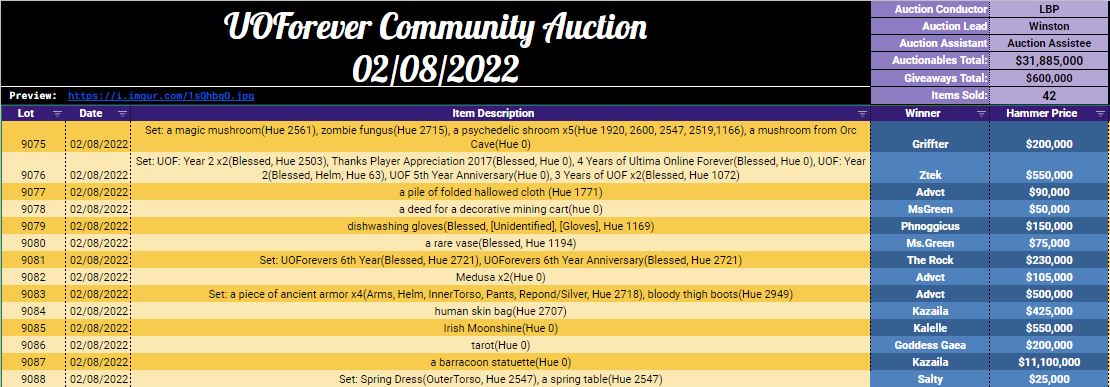 UOForever Community Auction
02/08/2022
Auction Conductor LBP
Auction Lead Winston
Auction Assistant Auction Assistee
Auctionables Total: $31,885,000
Giveaways Total: $600,000
Preview: https://i.imgur.com/1sQhbqO.jpg
Items Sold: 42
Lot Date Item Description Winner Hammer Price
Set: a magic mushroom(Hue 2561), zombie fungus(Hue 2715), a psychedelic shroom x5(Hue 1920, 2600, 2547, 2519,1166), a mushroom from Orc
9075 02/08/2022 Cave(Hue 0) Griffter $200,000
Set: UOF: Year 2 x2(Blessed, Hue 2503), Thanks Player Appreciation 2017(Blessed, Hue 0), 4 Years of Ultima Online Forever(Blessed, Hue 0), UOF: Year
9076 02/08/2022 2(Blessed, Helm, Hue 63), UOF 5th Year Anniversary(Hue 0), 3 Years of UOF x2(Blessed, Hue 1072) Ztek $550,000
9077 02/08/2022 a pile of folded hallowed cloth (Hue 1771) Advct $90,000
9078 02/08/2022 a deed for a decorative mining cart(hue 0) MsGreen $50,000
9079 02/08/2022 dishwashing gloves(Blessed, [Unidentified], [Gloves], Hue 1169) Phnoggicus $150,000
9080 02/08/2022 a rare vase(Blessed, Hue 1194) Ms.Green $75,000
9081 02/08/2022 Set: UOForevers 6th Year(Blessed, Hue 2721), UOForevers 6th Year Anniversary(Blessed, Hue 2721) The Rock $230,000
9082 02/08/2022 Medusa x2(Hue 0) Advct $105,000
9083 02/08/2022 Set: a piece of ancient armor x4(Arms, Helm, InnerTorso, Pants, Repond/Silver, Hue 2718), bloody thigh boots(Hue 2949) Advct $500,000
9084 02/08/2022 human skin bag(Hue 2707) Kazaila $425,000
9085 02/08/2022 Irish Moonshine(Hue 0) Kalelle $550,000
9086 02/08/2022 tarot(Hue 0) Goddess Gaea $200,000
9087 02/08/2022 a barracoon statuette(Hue 0) Kazaila $11,100,000
9088 02/08/2022 Set: Spring Dress(OuterTorso, Hue 2547), a spring table(Hue 2547) Salty $25,000